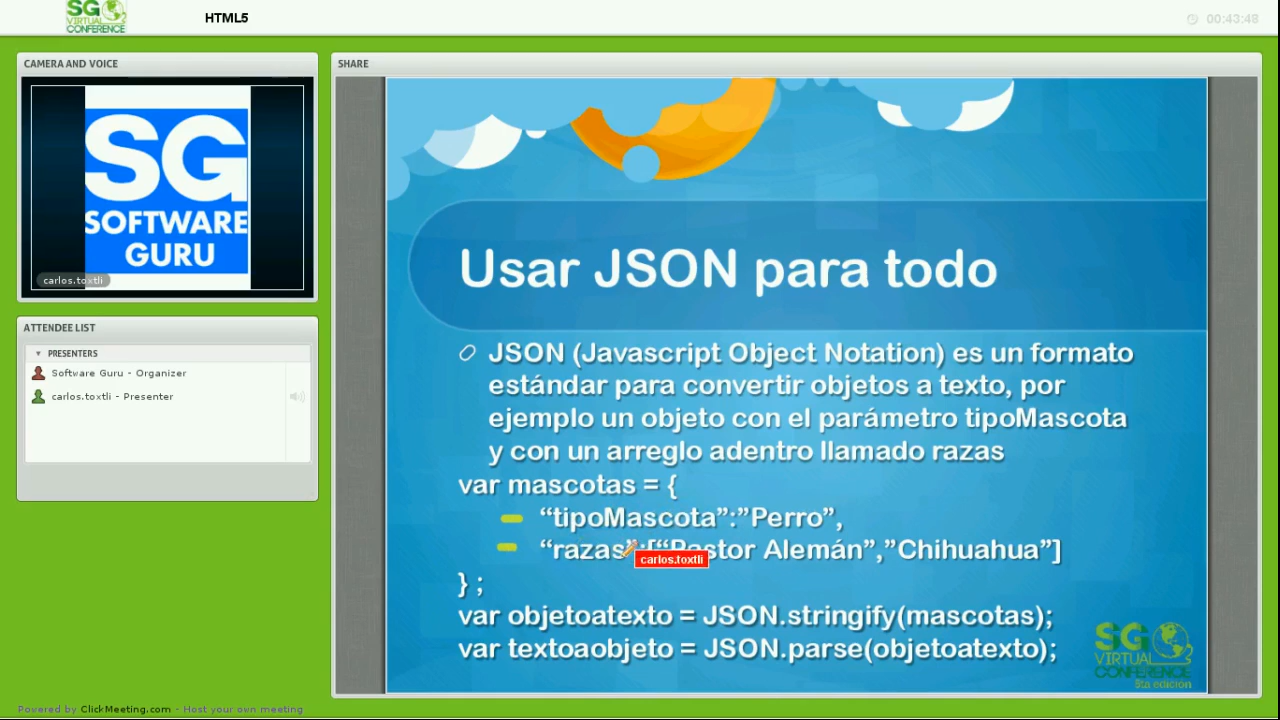 SG
VIRTUAL
CONFERENCE
HTML5
00:43:48
CAMERA AND VOICE
SG
SOFTWARE
GURU
carlos.toxtli
ATTENDEE LIST
PRESENTERS
Software Guru - Organizer
carlos.toxtli - Presenter
SHARE
Usar JSON para todo
JSON (Javascript Object Notation) es un formato
estándar para convertir objetos a texto, por
ejemplo un objeto con el parámetro tipoMascota
y con un arreglo adentro llamado razas
var mascotas = {
“tipoMascota”:”Perro”,
“razas”:[“Pastor Alemán”,”Chihuahua”]
carlos.toxtli
} ;
var objetoatexto = JSON.stringify(mascotas);
var textoaobjeto = JSON.parse(objetoatexto);
SG
VIRTUAL
CONFERENCE
5ta edición
Powered by ClickMeeting.com - Host your own meeting